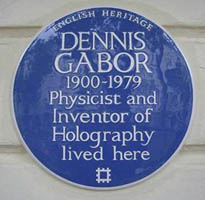 ENGLISH HERITAGE
DENNIS
GABOR
1900-1979
Physicist and
Inventor of
Holography
lived here